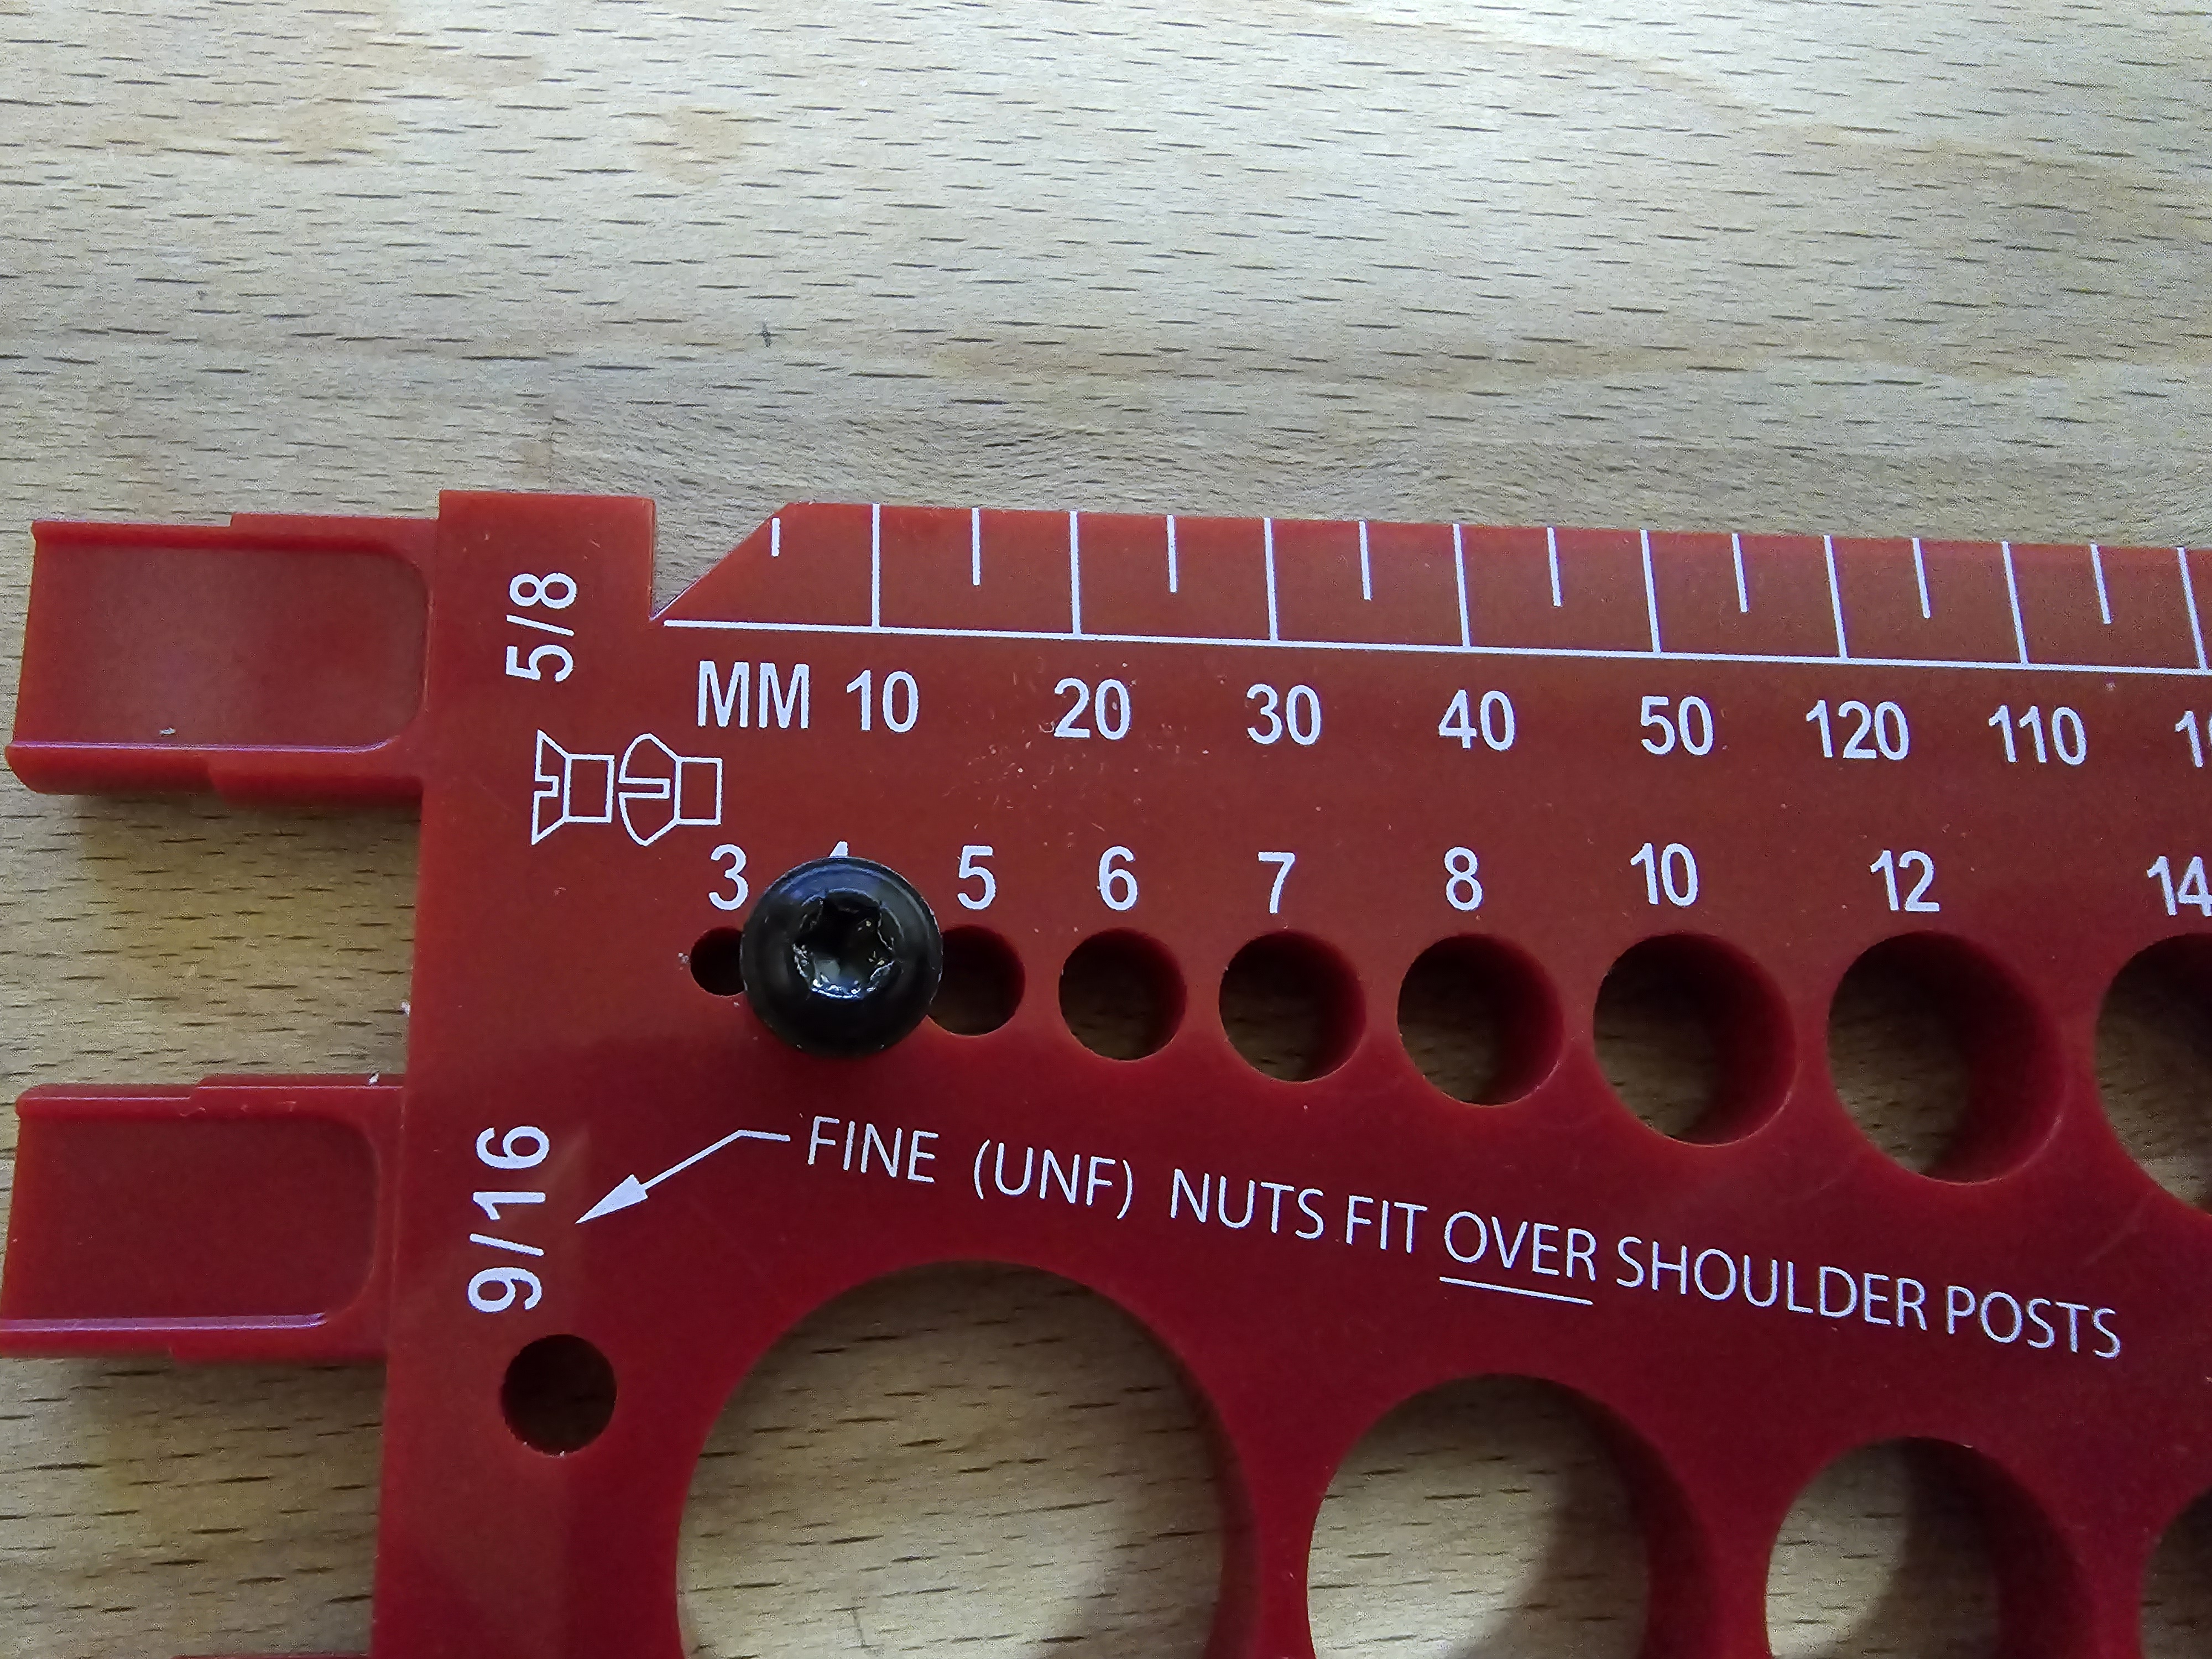 5/8
MM 10 20 30 40 50 120 110
3 5 6 7 8 10 12 14
9/16
FINE (UNF) NUTS FIT OVER SHOULDER POSTS